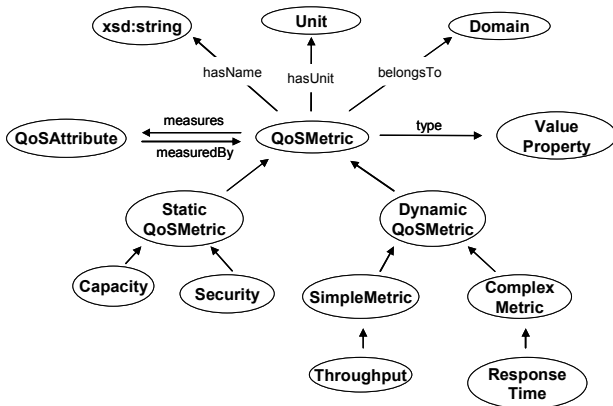 xsd:string
Unit
Domain
hasName
hasUnit
belongsTo
QoSAttribute
measures
measuredBy
QoSMetric
type
Value
Property
Static
QoSMetric
Dynamic
QoSMetric
Capacity
Security
SimpleMetric
Complex
Metric
Throughput
Response
Time